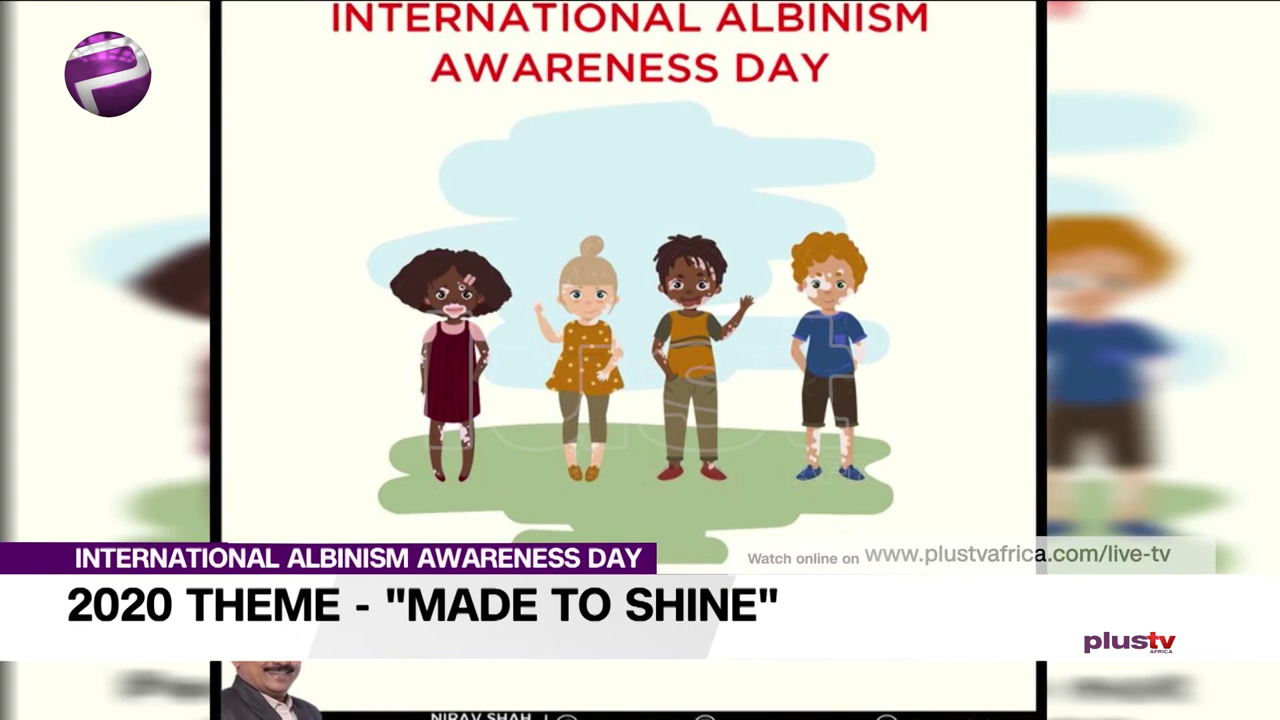 INTERNATIONAL ALBINISM
AWARENESS DAY
INTERNATIONAL ALBINISM AWARENESS DAY
Watch online on www.plustvafrica.com/live-tv
2020 THEME - "MADE TO SHINE"
plustv
AFRICA
NIRAV SHAH